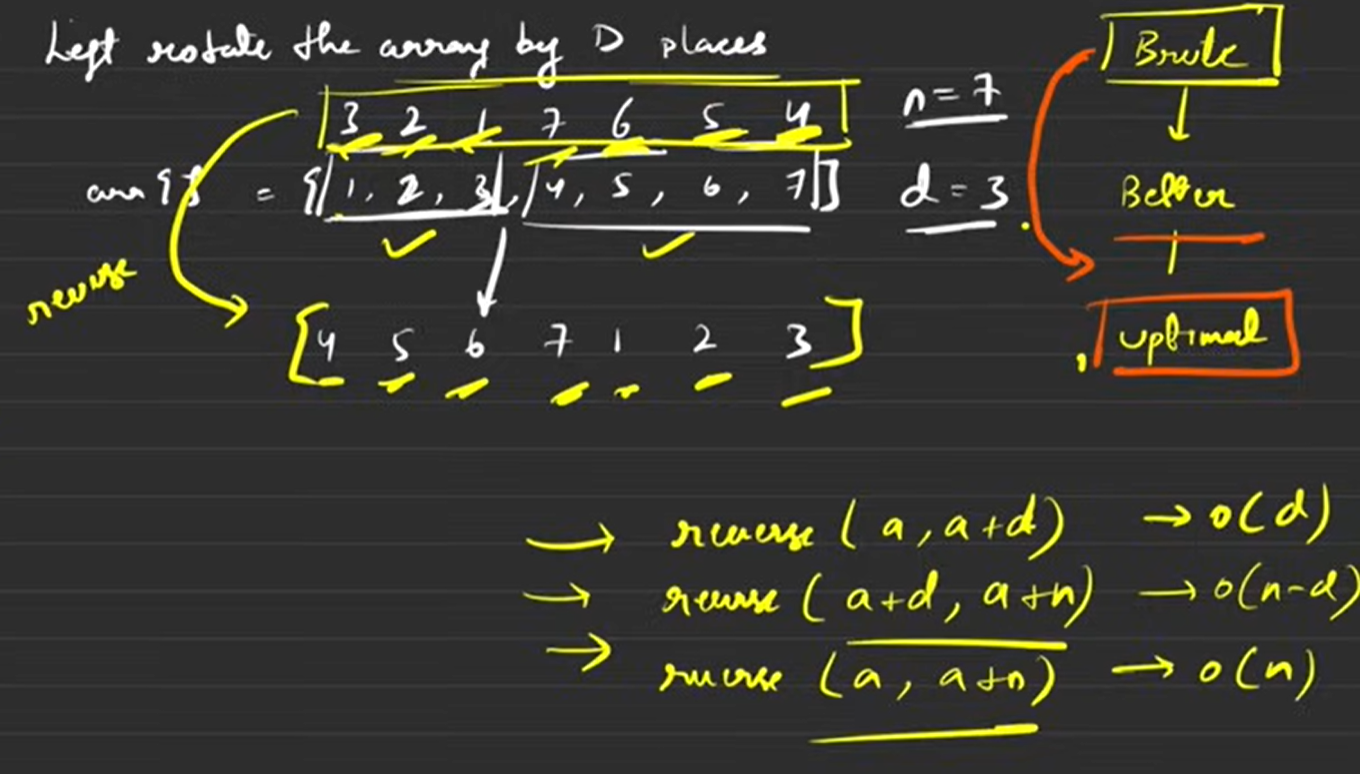 Left rotate the array by D places
Brute
3 2 1 7 6 5 4
n = 7
arr[] = {1, 2, 3, 4, 5, 6, 7}
d = 3
Better
reverse
[4 5 6 7 1 2 3]
optimal
→ reverse (a, a+d) → o(d)
→ reverse (a+d, a+n) → o(n-d)
→ reverse (a, a+n) → o(n)